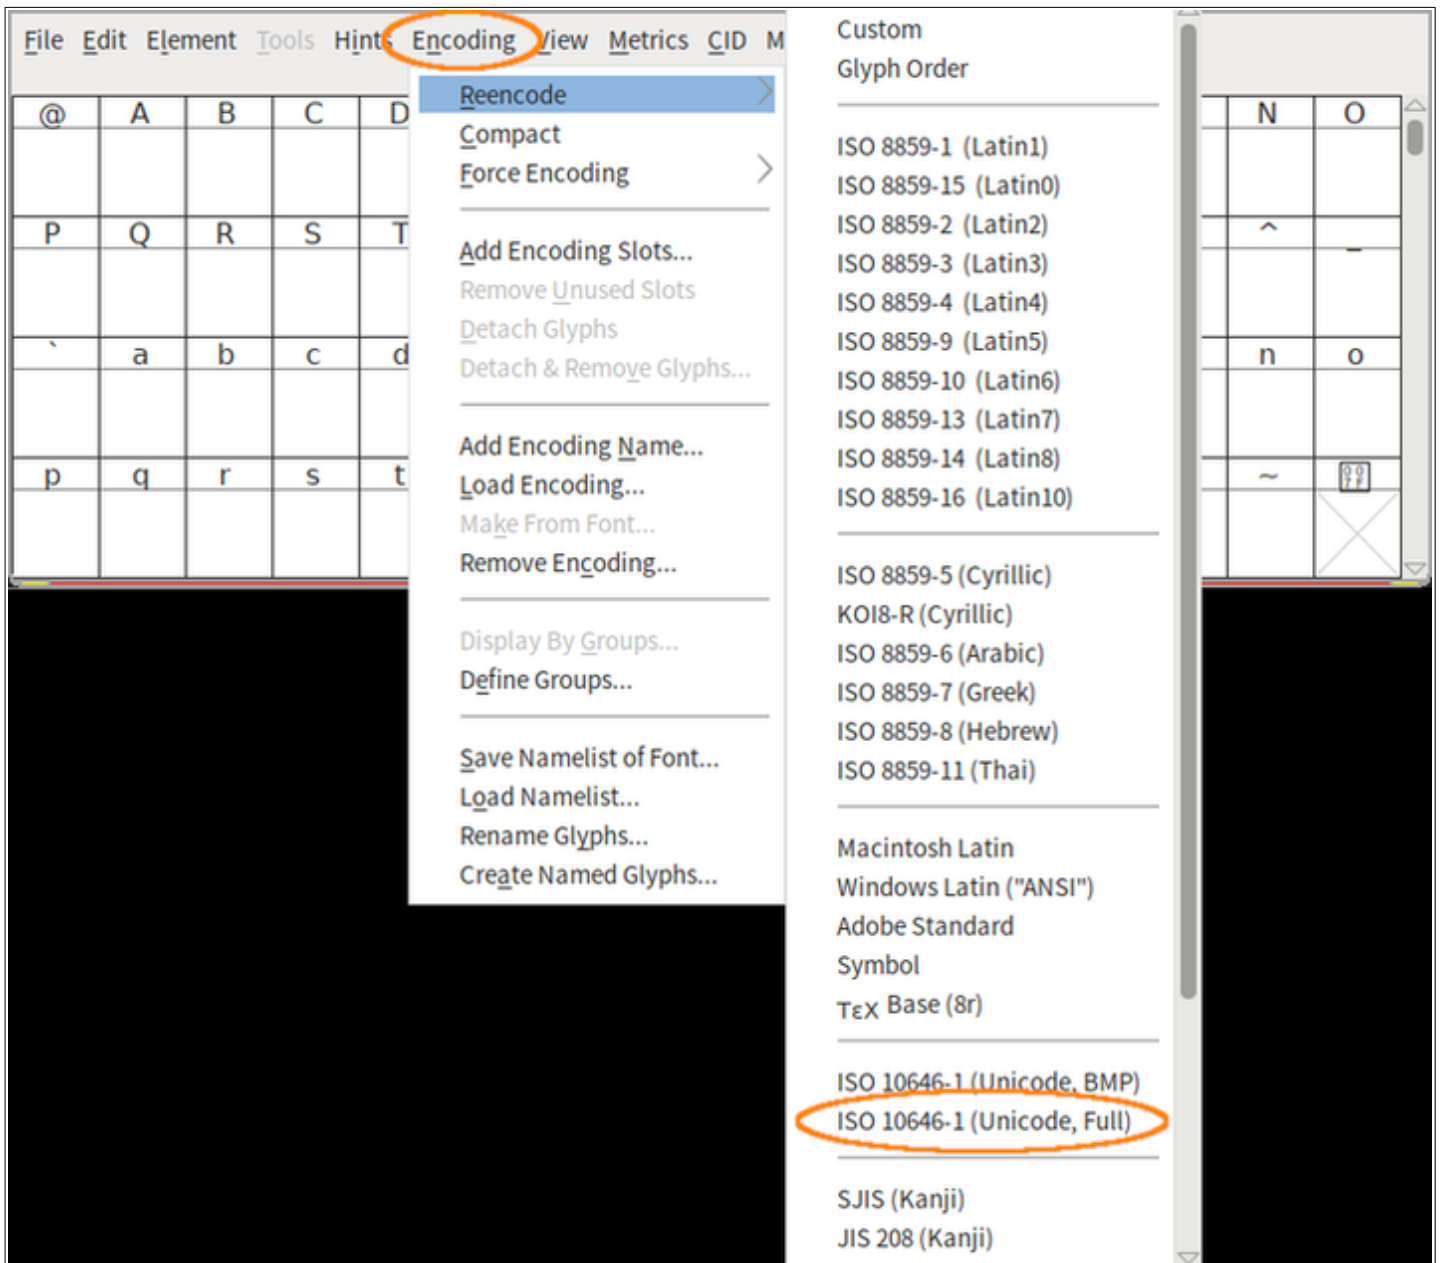 File Edit Element Tools Hints Encoding View Metrics CID M
@ A B C D N O
P Q R S T ^ _
` a b c d n o
p q r s t ~
Reencode
Compact
Force Encoding
Add Encoding Slots...
Remove Unused Slots
Detach Glyphs
Detach & Remove Glyphs...
Add Encoding Name...
Load Encoding...
Make From Font...
Remove Encoding...
Display By Groups...
Define Groups...
Save Namelist of Font...
Load Namelist...
Rename Glyphs...
Create Named Glyphs...
Custom
Glyph Order
ISO 8859-1 (Latin1)
ISO 8859-15 (Latin0)
ISO 8859-2 (Latin2)
ISO 8859-3 (Latin3)
ISO 8859-4 (Latin4)
ISO 8859-9 (Latin5)
ISO 8859-10 (Latin6)
ISO 8859-13 (Latin7)
ISO 8859-14 (Latin8)
ISO 8859-16 (Latin10)
ISO 8859-5 (Cyrillic)
KOI8-R (Cyrillic)
ISO 8859-6 (Arabic)
ISO 8859-7 (Greek)
ISO 8859-8 (Hebrew)
ISO 8859-11 (Thai)
Macintosh Latin
Windows Latin ("ANSI")
Adobe Standard
Symbol
ΤεΧ Base (8r)
ISO 10646-1 (Unicode, BMP)
ISO 10646-1 (Unicode, Full)
SJIS (Kanji)
JIS 208 (Kanji)